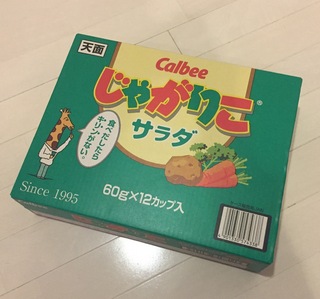 天面
Calbee
じゃがりこ®
サラダ
食べだしたら
キリンがない。
60g×12カップ入
Since 1995